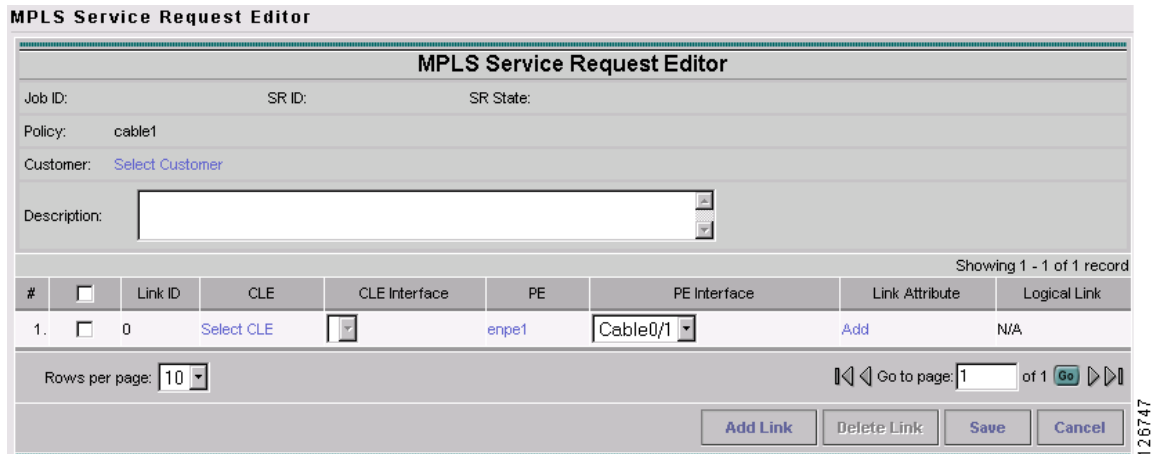 MPLS Service Request Editor
MPLS Service Request Editor
Job ID: SR ID: SR State:
Policy: cable1
Customer: Select Customer
Description:
Showing 1 - 1 of 1 record
# Link ID CLE CLE Interface PE PE Interface Link Attribute Logical Link
1. 0 Select CLE enpe1 Cable0/1 Add N/A
Rows per page: 10 Go to page: 1 of 1 Go
Add Link Delete Link Save Cancel
126747